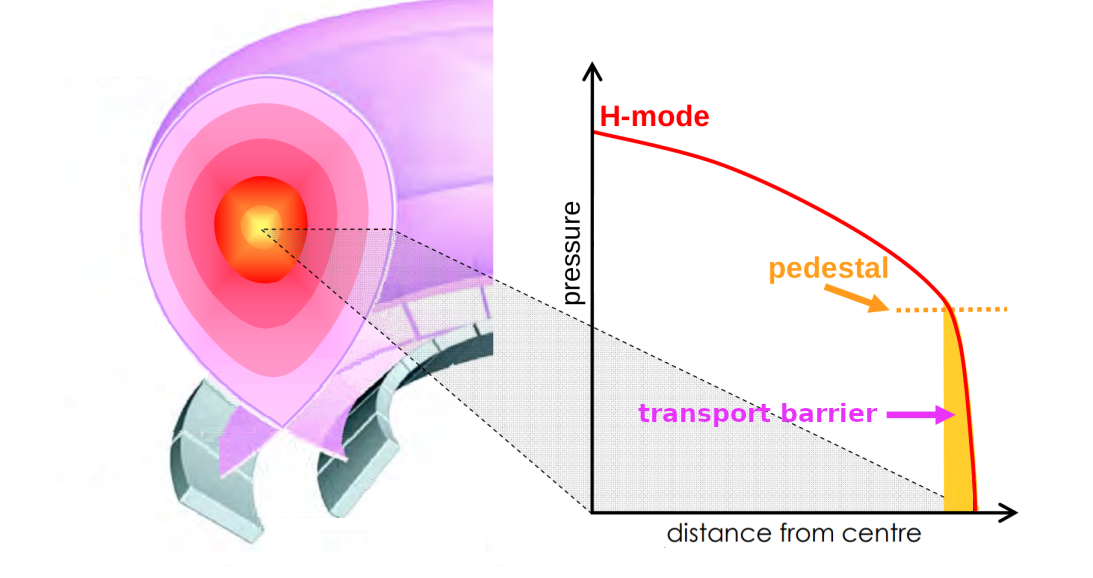 H-mode
pressure
pedestal
transport barrier
distance from centre